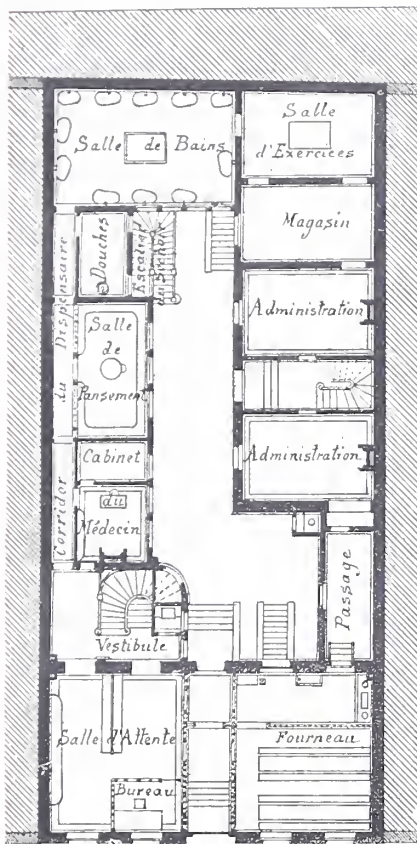 Salle de Bains
Salle
d'Exercices
Magasin
Douches
Escalier
du Séchoir
Administration
Salle
de
Pansement
Corridor du Dispensaire
Cabinet
du
Médecin
Administration
Passage
Vestibule
Salle d'Attente
Bureau
Fourneau